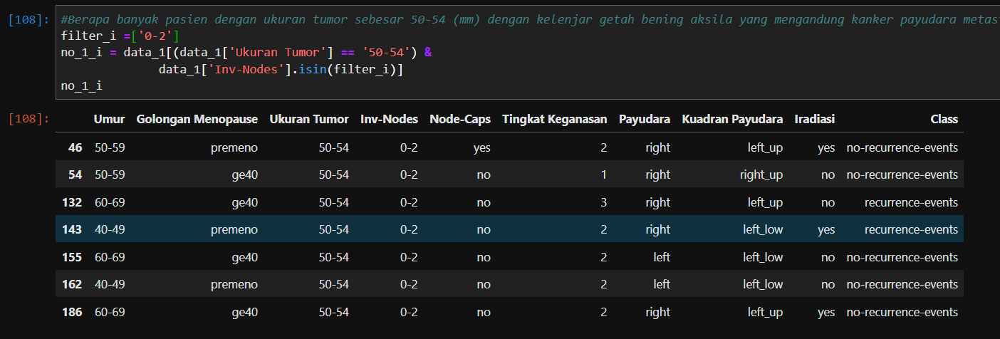 [108]: #Berapa banyak pasien dengan ukuran tumor sebesar 50-54 (mm) dengan kelenjar getah bening aksila yang mengandung kanker payudara
filter_i =['0-2']
no_1_i = data_1[(data_1['Ukuran Tumor'] == '50-54') &
data_1['Inv-Nodes'].isin(filter_i)]
no_1_i
[108]: Umur Golongan Menopause Ukuran Tumor Inv-Nodes Node-Caps Tingkat Keganasan Payudara Kuadran Payudara Iradiasi Class
46 50-59 premeno 50-54 0-2 yes 2 right left_up yes no-recurrence-events
54 50-59 ge40 50-54 0-2 no 1 right right_up no no-recurrence-events
132 60-69 ge40 50-54 0-2 no 3 right left_up no recurrence-events
143 40-49 premeno 50-54 0-2 no 2 right left_low yes recurrence-events
155 60-69 ge40 50-54 0-2 no 2 left left_low no no-recurrence-events
162 40-49 premeno 50-54 0-2 no 2 left left_low no no-recurrence-events
186 60-69 ge40 50-54 0-2 no 2 right left_up yes no-recurrence-events